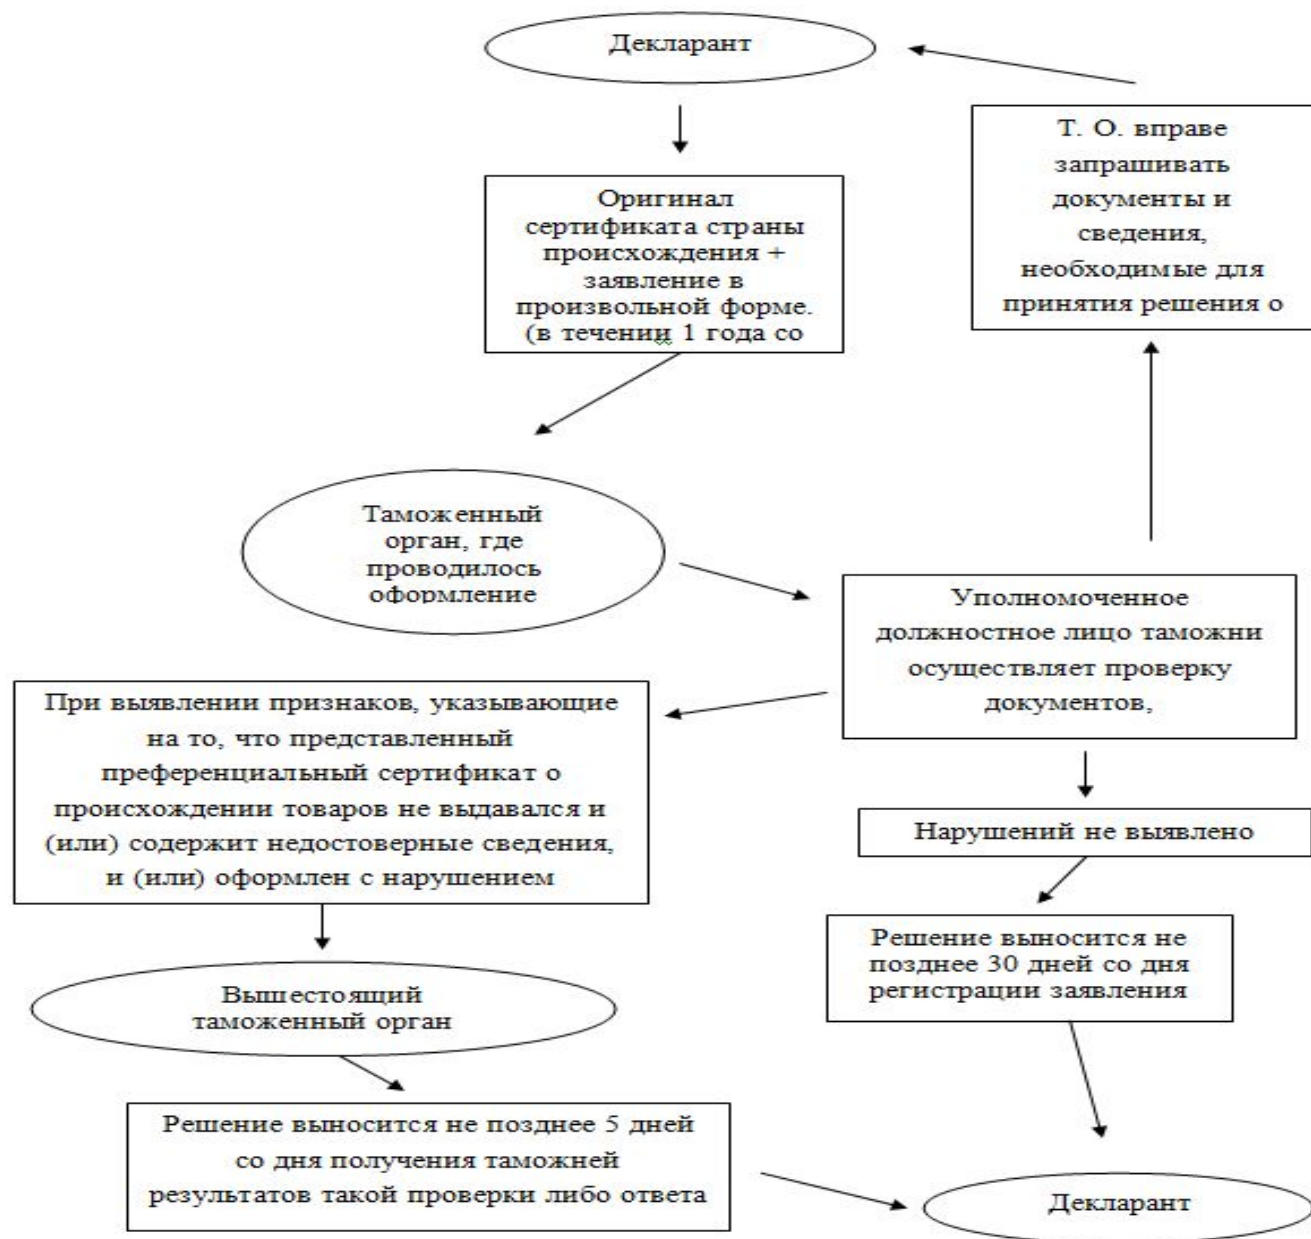 Декларант
Т. О. вправе
запрашивать
документы и
сведения,
необходимые для
принятия решения о
Оригинал
сертификата страны
происхождения +
заявление в
произвольной форме.
(в течении 1 года со
Таможенный
орган, где
проводилось
оформление
Уполномоченное
должностное лицо таможни
осуществляет проверку
документов,
При выявлении признаков, указывающие
на то, что представленный
преференциальный сертификат о
происхождении товаров не выдавался и
(или) содержит недостоверные сведения,
и (или) оформлен с нарушением
Нарушений не выявлено
Решение выносится не
позднее 30 дней со дня
регистрации заявления
Вышестоящий
таможенный орган
Решение выносится не позднее 5 дней
со дня получения таможней
результатов такой проверки либо ответа
Декларант